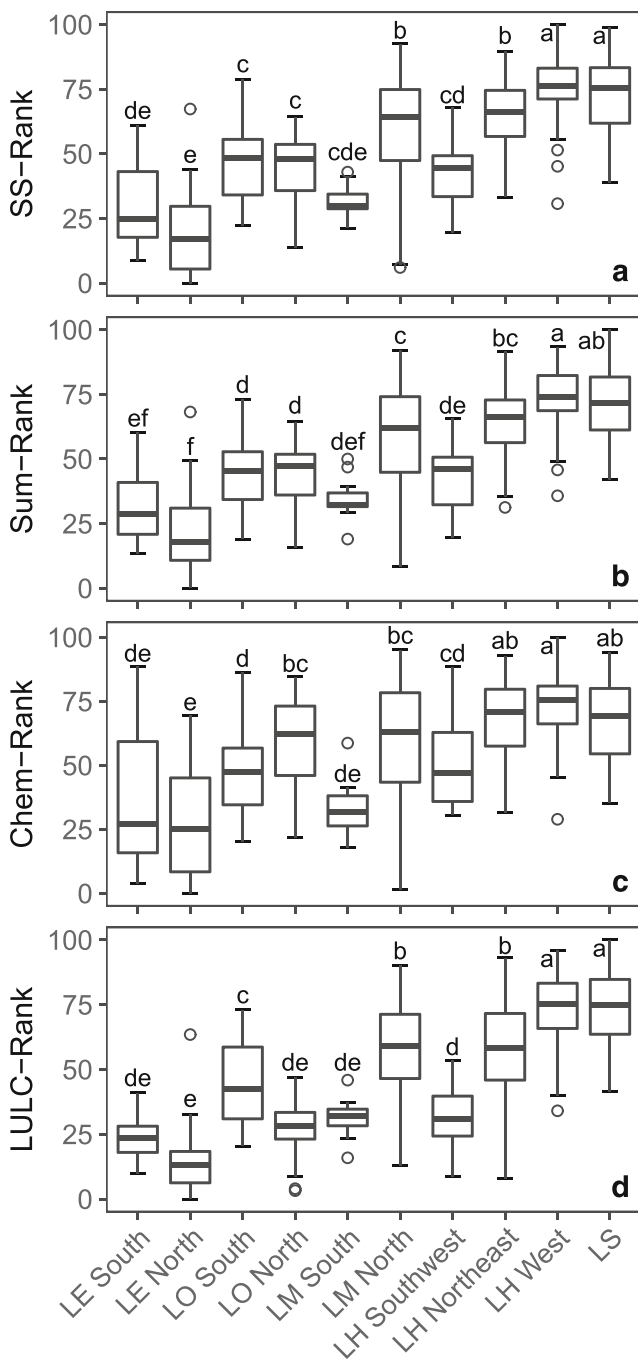 100
75
50
25
0
SS−Rank
de
e
c
c
cde
b
cd
b
a
a
a
100
75
50
25
0
Sum−Rank
ef
f
d
d
def
c
de
bc
a
ab
b
100
75
50
25
0
Chem−Rank
de
e
d
bc
de
bc
cd
ab
a
ab
c
100
75
50
25
0
LULC−Rank
de
e
c
de
de
b
d
b
a
a
d
LE South
LE North
LO South
LO North
LM South
LM North
LH Southwest
LH Northeast
LH West
LS